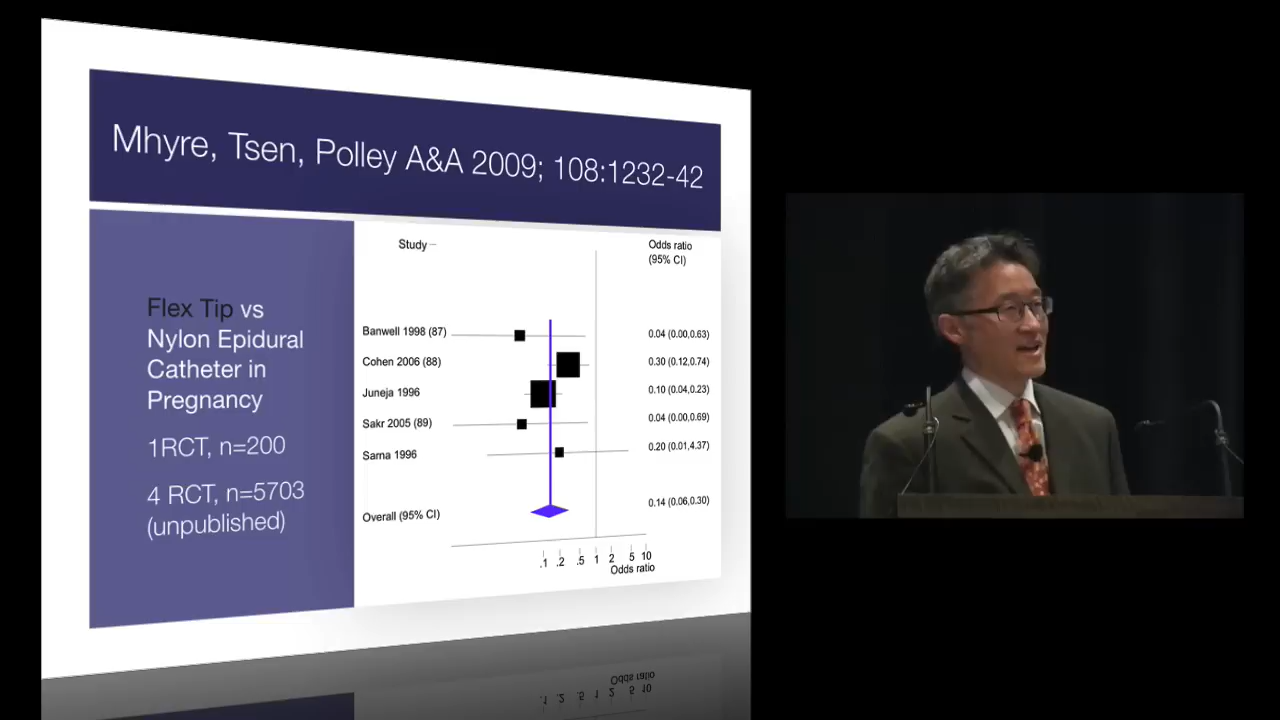 Mhyre, Tsen, Polley A&A 2009; 108:1232-42
Flex Tip vs
Nylon Epidural
Catheter in
Pregnancy
1RCT, n=200
4 RCT, n=5703
(unpublished)
Study
Odds ratio
(95% CI)
Banwell 1998 (87)
0.04 (0.00,0.63)
Cohen 2006 (88)
0.30 (0.12,0.74)
Juneja 1996
0.10 (0.04,0.23)
Sakr 2005 (89)
0.04 (0.00,0.69)
Sarna 1996
0.20 (0.01,4.37)
Overall (95% CI)
0.14 (0.06,0.30)
.1 .2 .5 1 2 5 10
Odds ratio